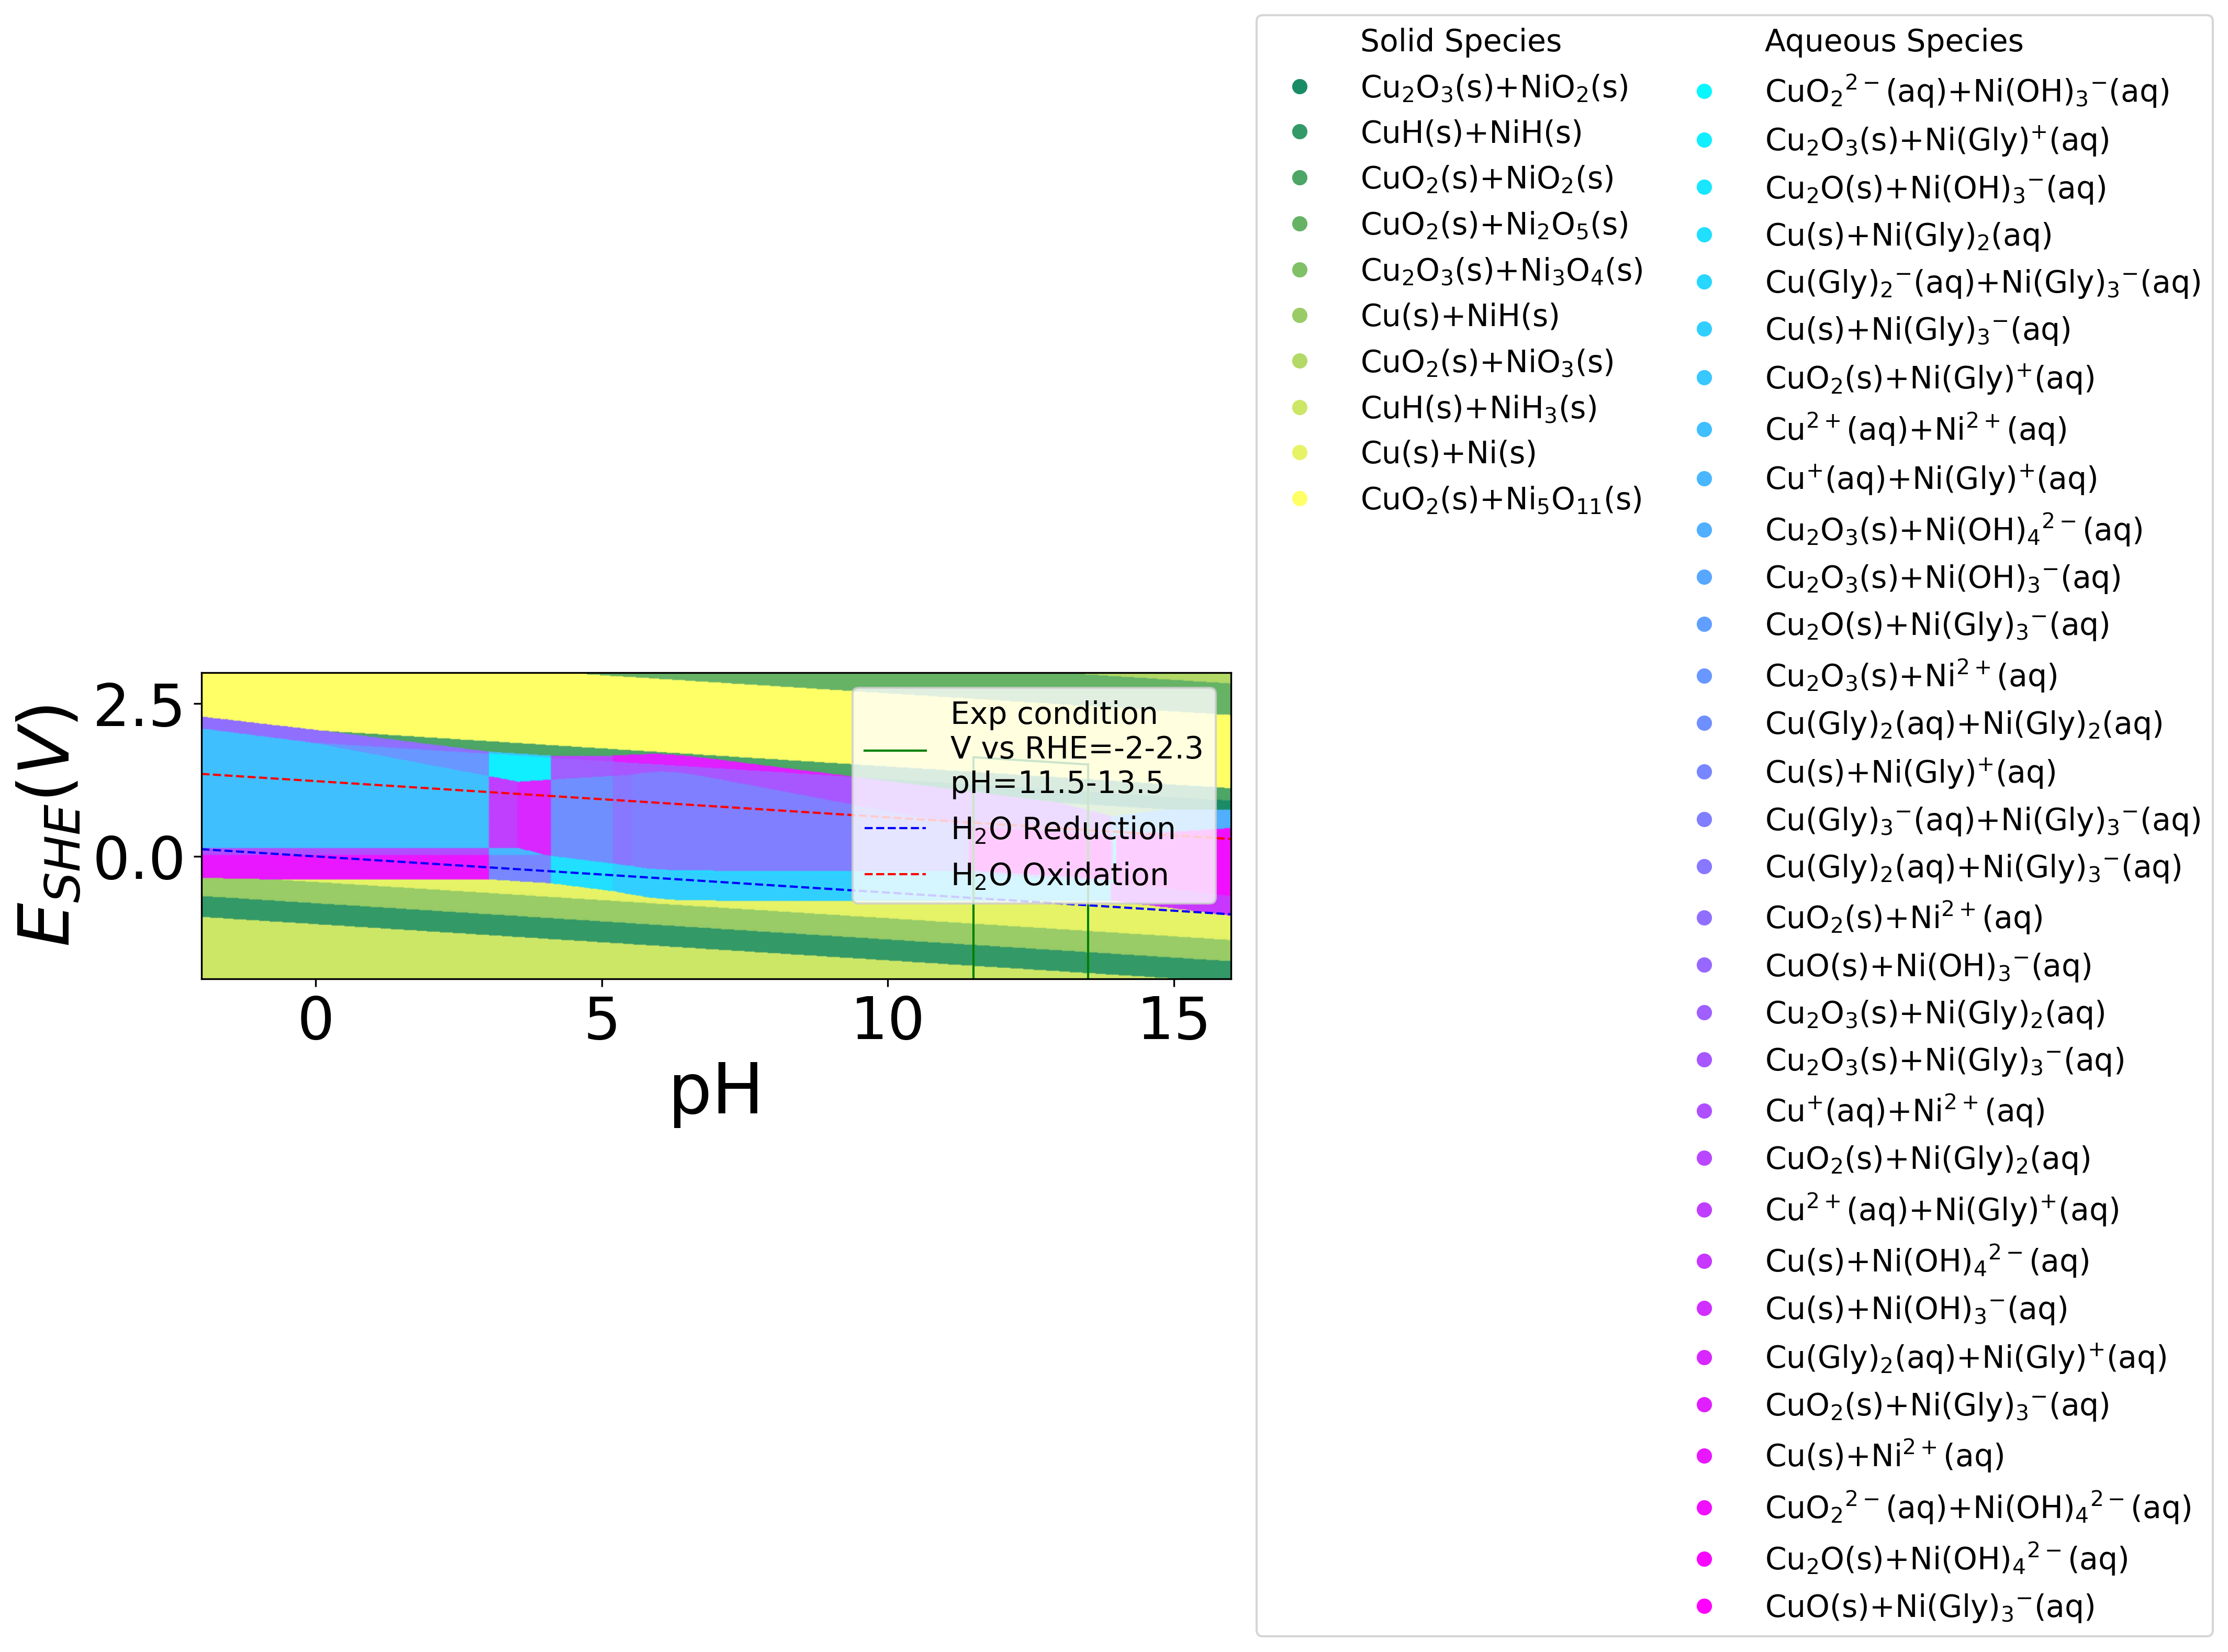 Solid Species
Cu₂O₃(s)+NiO₂(s)
CuH(s)+NiH(s)
CuO₂(s)+NiO₂(s)
CuO₂(s)+Ni₂O₅(s)
Cu₂O₃(s)+Ni₃O₄(s)
Cu(s)+NiH(s)
CuO₂(s)+NiO₃(s)
CuH(s)+NiH₃(s)
Cu(s)+Ni(s)
CuO₂(s)+Ni₅O₁₁(s)
Aqueous Species
CuO₂²⁻(aq)+Ni(OH)₃⁻(aq)
Cu₂O₃(s)+Ni(Gly)⁺(aq)
Cu₂O(s)+Ni(OH)₃⁻(aq)
Cu(s)+Ni(Gly)₂(aq)
Cu(Gly)₂⁻(aq)+Ni(Gly)₃⁻(aq)
Cu(s)+Ni(Gly)₃⁻(aq)
CuO₂(s)+Ni(Gly)⁺(aq)
Cu²⁺(aq)+Ni²⁺(aq)
Cu⁺(aq)+Ni(Gly)⁺(aq)
Cu₂O₃(s)+Ni(OH)₄²⁻(aq)
Cu₂O₃(s)+Ni(OH)₃⁻(aq)
Cu₂O(s)+Ni(Gly)₃⁻(aq)
Cu₂O₃(s)+Ni²⁺(aq)
Cu(Gly)₂(aq)+Ni(Gly)₂(aq)
Cu(s)+Ni(Gly)⁺(aq)
Cu(Gly)₃⁻(aq)+Ni(Gly)₃⁻(aq)
Cu(Gly)₂(aq)+Ni(Gly)₃⁻(aq)
CuO₂(s)+Ni²⁺(aq)
CuO(s)+Ni(OH)₃⁻(aq)
Cu₂O₃(s)+Ni(Gly)₂(aq)
Cu₂O₃(s)+Ni(Gly)₃⁻(aq)
Cu⁺(aq)+Ni²⁺(aq)
CuO₂(s)+Ni(Gly)₂(aq)
Cu²⁺(aq)+Ni(Gly)⁺(aq)
Cu(s)+Ni(OH)₄²⁻(aq)
Cu(s)+Ni(OH)₃⁻(aq)
Cu(Gly)₂(aq)+Ni(Gly)⁺(aq)
CuO₂(s)+Ni(Gly)₃⁻(aq)
Cu(s)+Ni²⁺(aq)
CuO₂²⁻(aq)+Ni(OH)₄²⁻(aq)
Cu₂O(s)+Ni(OH)₄²⁻(aq)
CuO(s)+Ni(Gly)₃⁻(aq)
E_SHE(V)
2.5
0.0
Exp condition
V vs RHE=-2-2.3
pH=11.5-13.5
H₂O Reduction
H₂O Oxidation
0 5 10 15
pH